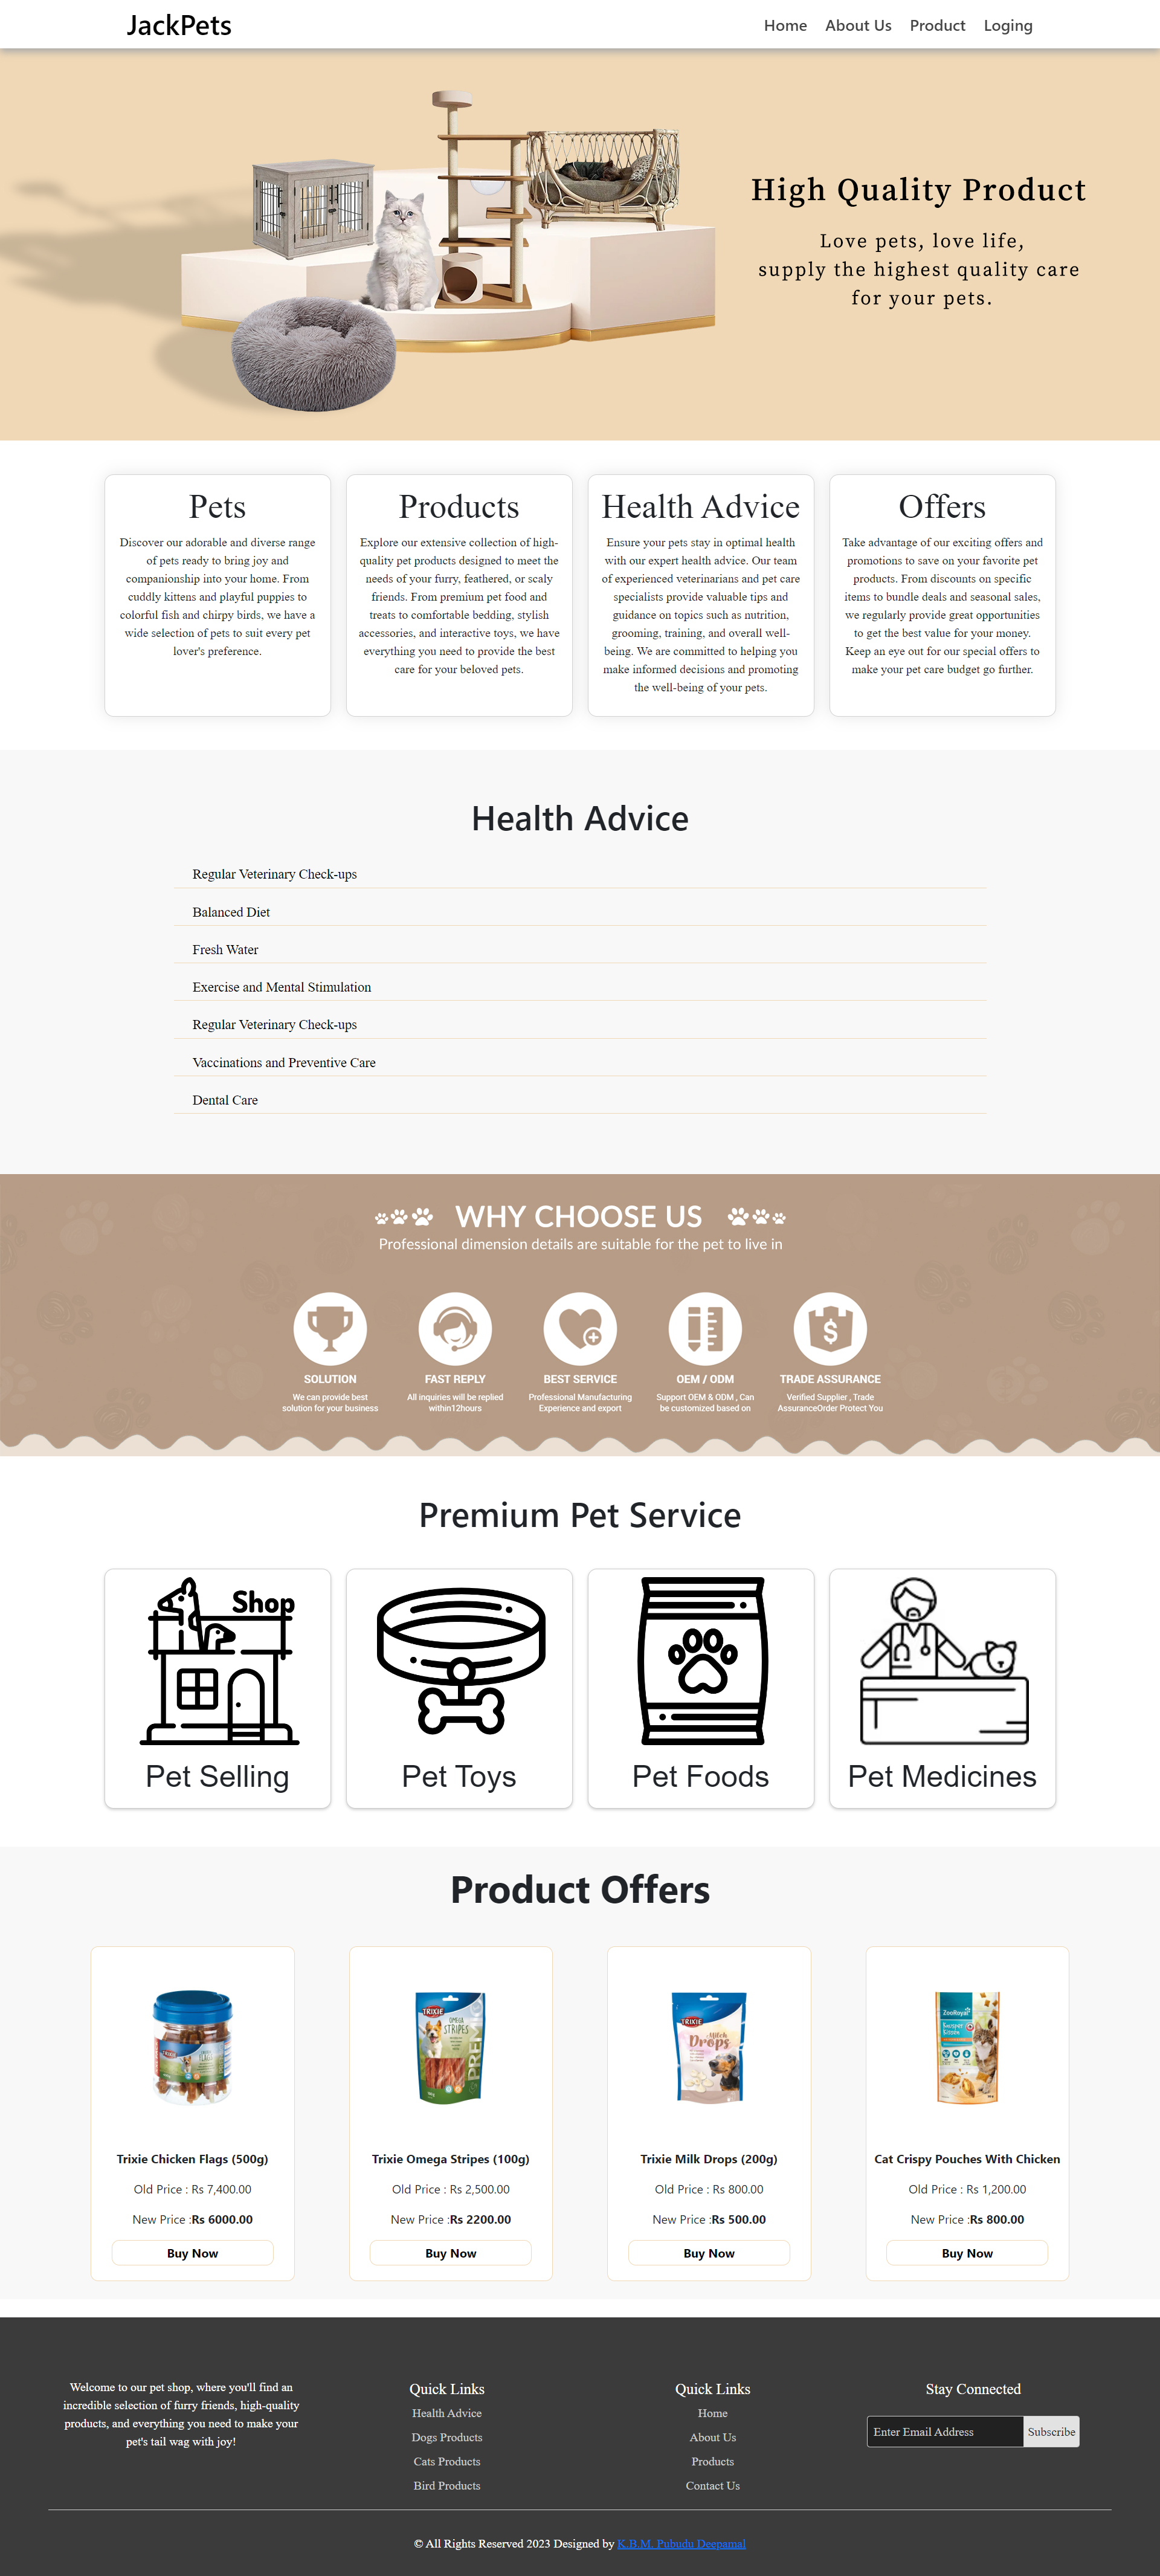 JackPets
Home About Us Product Loging
High Quality Product
Love pets, love life,
supply the highest quality care
for your pets.
Pets
Discover our adorable and diverse range
of pets ready to bring joy and
companionship into your home. From
cuddly kittens and playful puppies to
colorful fish and chirpy birds, we have a
wide selection of pets to suit every pet
lover's preference.
Products
Explore our extensive collection of high-
quality pet products designed to meet the
needs of your furry, feathered, or scaly
friends. From premium pet food and
treats to comfortable bedding, stylish
accessories, and interactive toys, we have
everything you need to provide the best
care for your beloved pets.
Health Advice
Ensure your pets stay in optimal health
with our expert health advice. Our team
of experienced veterinarians and pet care
specialists provide valuable tips and
guidance on topics such as nutrition,
grooming, training, and overall well-
being. We are committed to helping you
make informed decisions and promoting
the well-being of your pets.
Offers
Take advantage of our exciting offers and
promotions to save on your favorite pet
products. From discounts on specific
items to bundle deals and seasonal sales,
we regularly provide great opportunities
to get the best value for your money.
Keep an eye out for our special offers to
make your pet care budget go further.
Health Advice
Regular Veterinary Check-ups
Balanced Diet
Fresh Water
Exercise and Mental Stimulation
Regular Veterinary Check-ups
Vaccinations and Preventive Care
Dental Care
WHY CHOOSE US
Professional dimension details are suitable for the pet to live in
SOLUTION
We can provide best
solution for your business
FAST REPLY
All inquiries will be replied
within12hours
BEST SERVICE
Professional Manufacturing
Experience and export
OEM / ODM
Support OEM & ODM , Can
be customized based on
TRADE ASSURANCE
Verified Supplier , Trade
AssuranceOrder Protect You
Premium Pet Service
Shop
Pet Selling
Pet Toys
Pet Foods
Pet Medicines
Product Offers
Trixie Chicken Flags (500g)
Old Price : Rs 7,400.00
New Price :Rs 6000.00
Buy Now
TRIXIE
OMEGA
STRIPES
PREM
Trixie Omega Stripes (100g)
Old Price : Rs 2,500.00
New Price :Rs 2200.00
Buy Now
TRIXIE
Milch
Drops
Trixie Milk Drops (200g)
Old Price : Rs 800.00
New Price :Rs 500.00
Buy Now
ZooRoyal
Knusper
Kissen
Cat Crispy Pouches With Chicken
Old Price : Rs 1,200.00
New Price :Rs 800.00
Buy Now
Welcome to our pet shop, where you'll find an
incredible selection of furry friends, high-quality
products, and everything you need to make your
pet's tail wag with joy!
Quick Links
Health Advice
Dogs Products
Cats Products
Bird Products
Quick Links
Home
About Us
Products
Contact Us
Stay Connected
Enter Email Address Subscribe
© All Rights Reserved 2023 Designed by K.B.M. Pubudu Deepamal